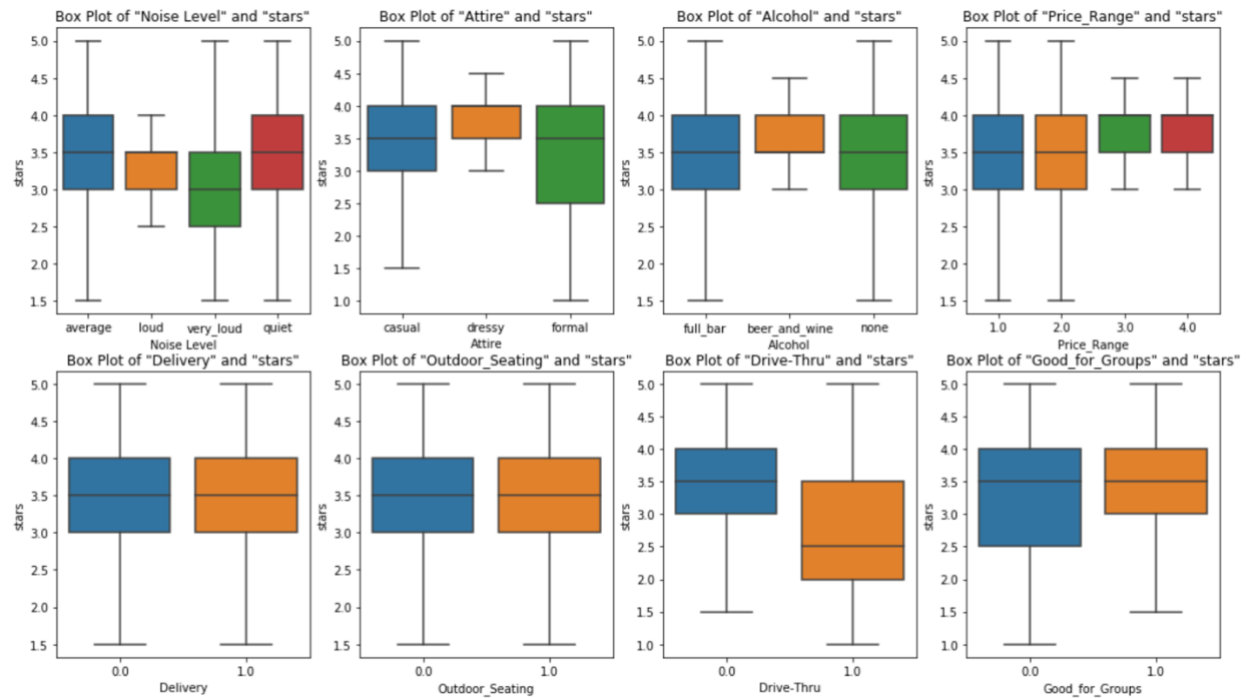 Box Plot of "Noise Level" and "stars"
5.0
4.5
4.0
3.5
3.0
2.5
2.0
1.5
stars
average loud very_loud quiet
Noise Level
Box Plot of "Attire" and "stars"
5.0
4.5
4.0
3.5
3.0
2.5
2.0
1.5
1.0
stars
casual dressy formal
Attire
Box Plot of "Alcohol" and "stars"
5.0
4.5
4.0
3.5
3.0
2.5
2.0
1.5
stars
full_bar beer_and_wine none
Alcohol
Box Plot of "Price_Range" and "stars"
5.0
4.5
4.0
3.5
3.0
2.5
2.0
1.5
stars
1.0 2.0 3.0 4.0
Price_Range
Box Plot of "Delivery" and "stars"
5.0
4.5
4.0
3.5
3.0
2.5
2.0
1.5
stars
0.0 1.0
Delivery
Box Plot of "Outdoor_Seating" and "stars"
5.0
4.5
4.0
3.5
3.0
2.5
2.0
1.5
stars
0.0 1.0
Outdoor_Seating
Box Plot of "Drive-Thru" and "stars"
5.0
4.5
4.0
3.5
3.0
2.5
2.0
1.5
1.0
stars
0.0 1.0
Drive-Thru
Box Plot of "Good_for_Groups" and "stars"
5.0
4.5
4.0
3.5
3.0
2.5
2.0
1.5
1.0
stars
0.0 1.0
Good_for_Groups